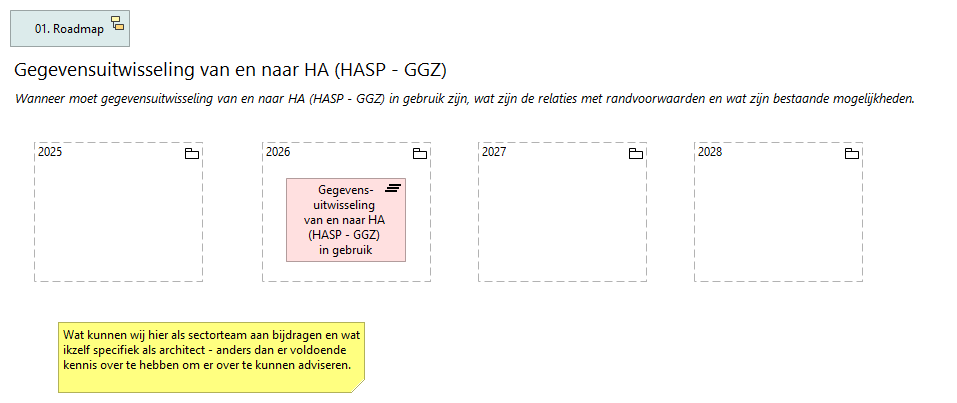 01. Roadmap
Gegevensuitwisseling van en naar HA (HASP - GGZ)
Wanneer moet gegevensuitwisseling van en naar HA (HASP - GGZ) in gebruik zijn, wat zijn de relaties met randvoorwaarden en wat zijn bestaande mogelijkheden.
2025
2026
2027
2028
Gegevens-
uitwisseling
van en naar HA
(HASP - GGZ)
in gebruik
Wat kunnen wij hier als sectorteam aan bijdragen en wat
ikzelf specifiek als architect - anders dan er voldoende
kennis over te hebben om er over te kunnen adviseren.